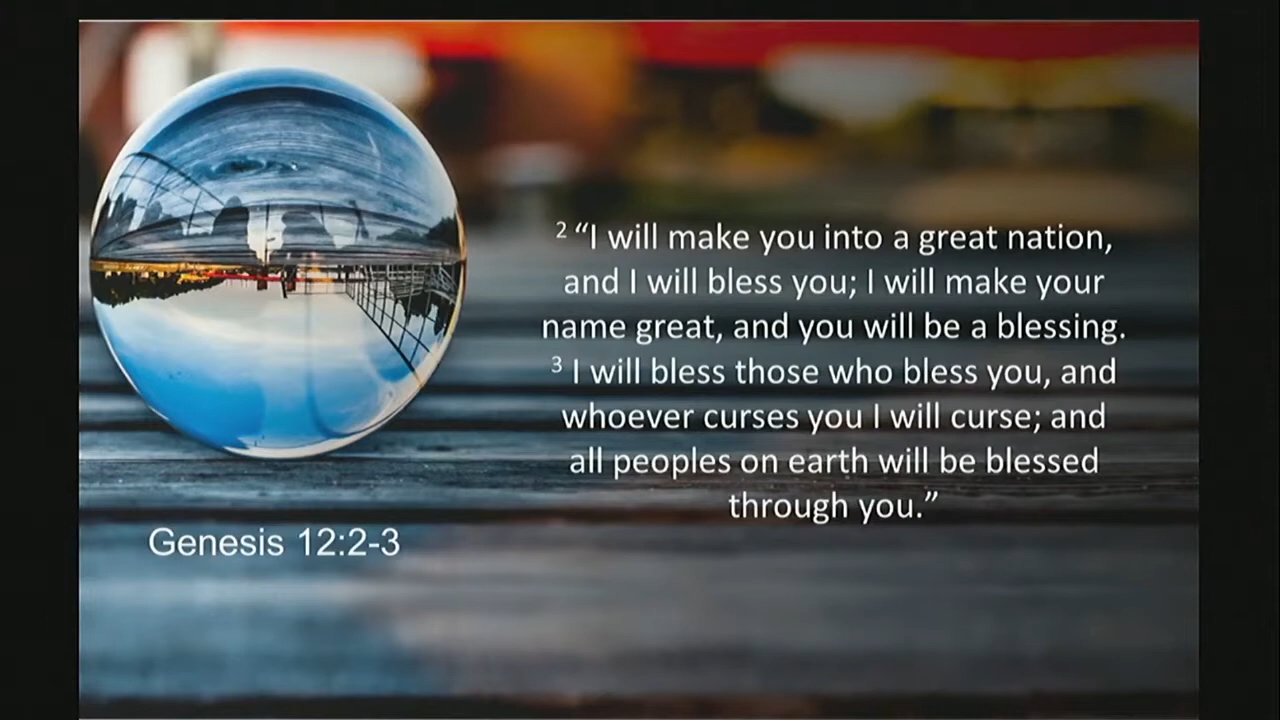 ² “I will make you into a great nation,
and I will bless you; I will make your
name great, and you will be a blessing.
³ I will bless those who bless you, and
whoever curses you I will curse; and
all peoples on earth will be blessed
through you.”
Genesis 12:2-3